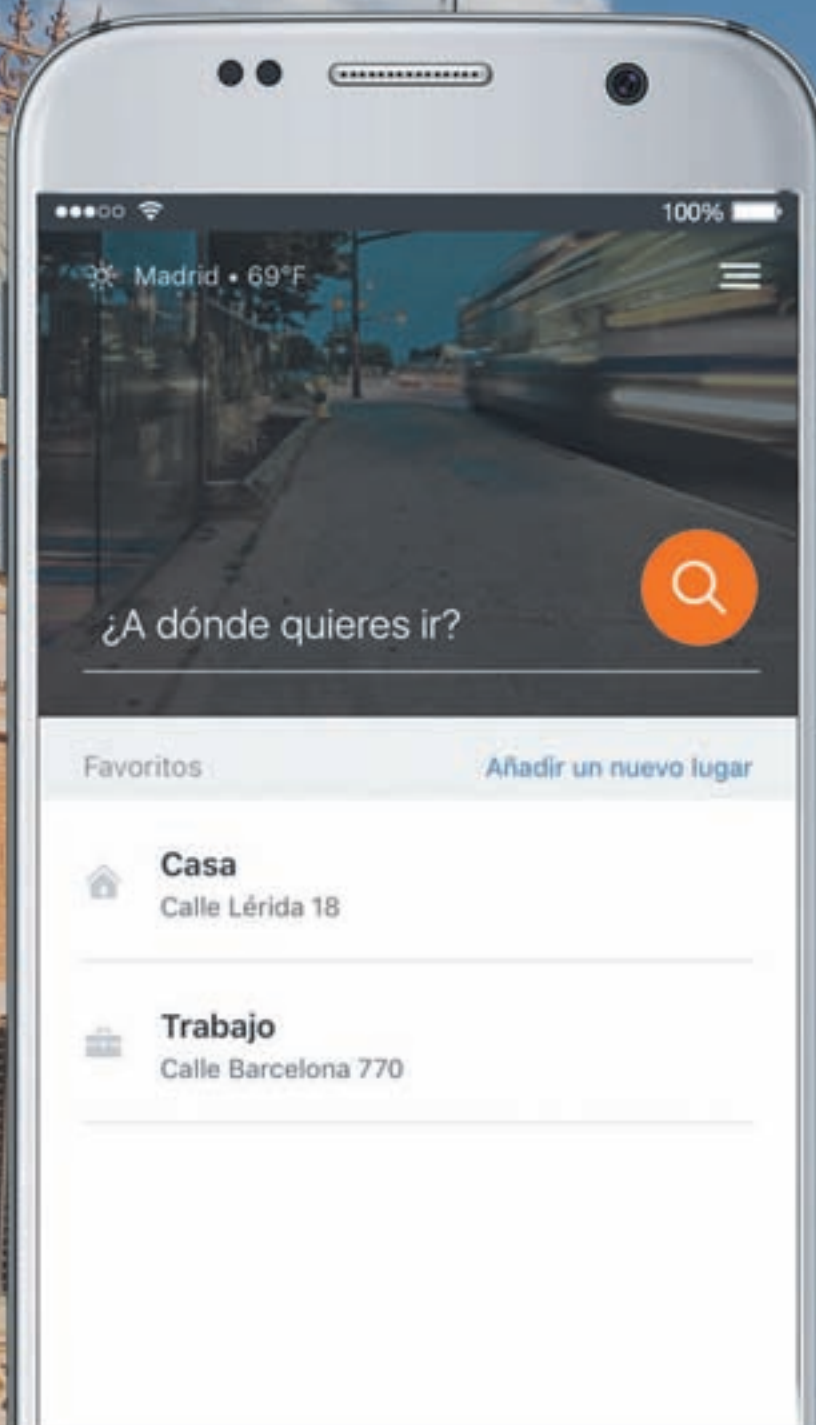 100%
Madrid • 69°F
¿A dónde quieres ir?
Favoritos
Añadir un nuevo lugar
Casa
Calle Lérida 18
Trabajo
Calle Barcelona 770